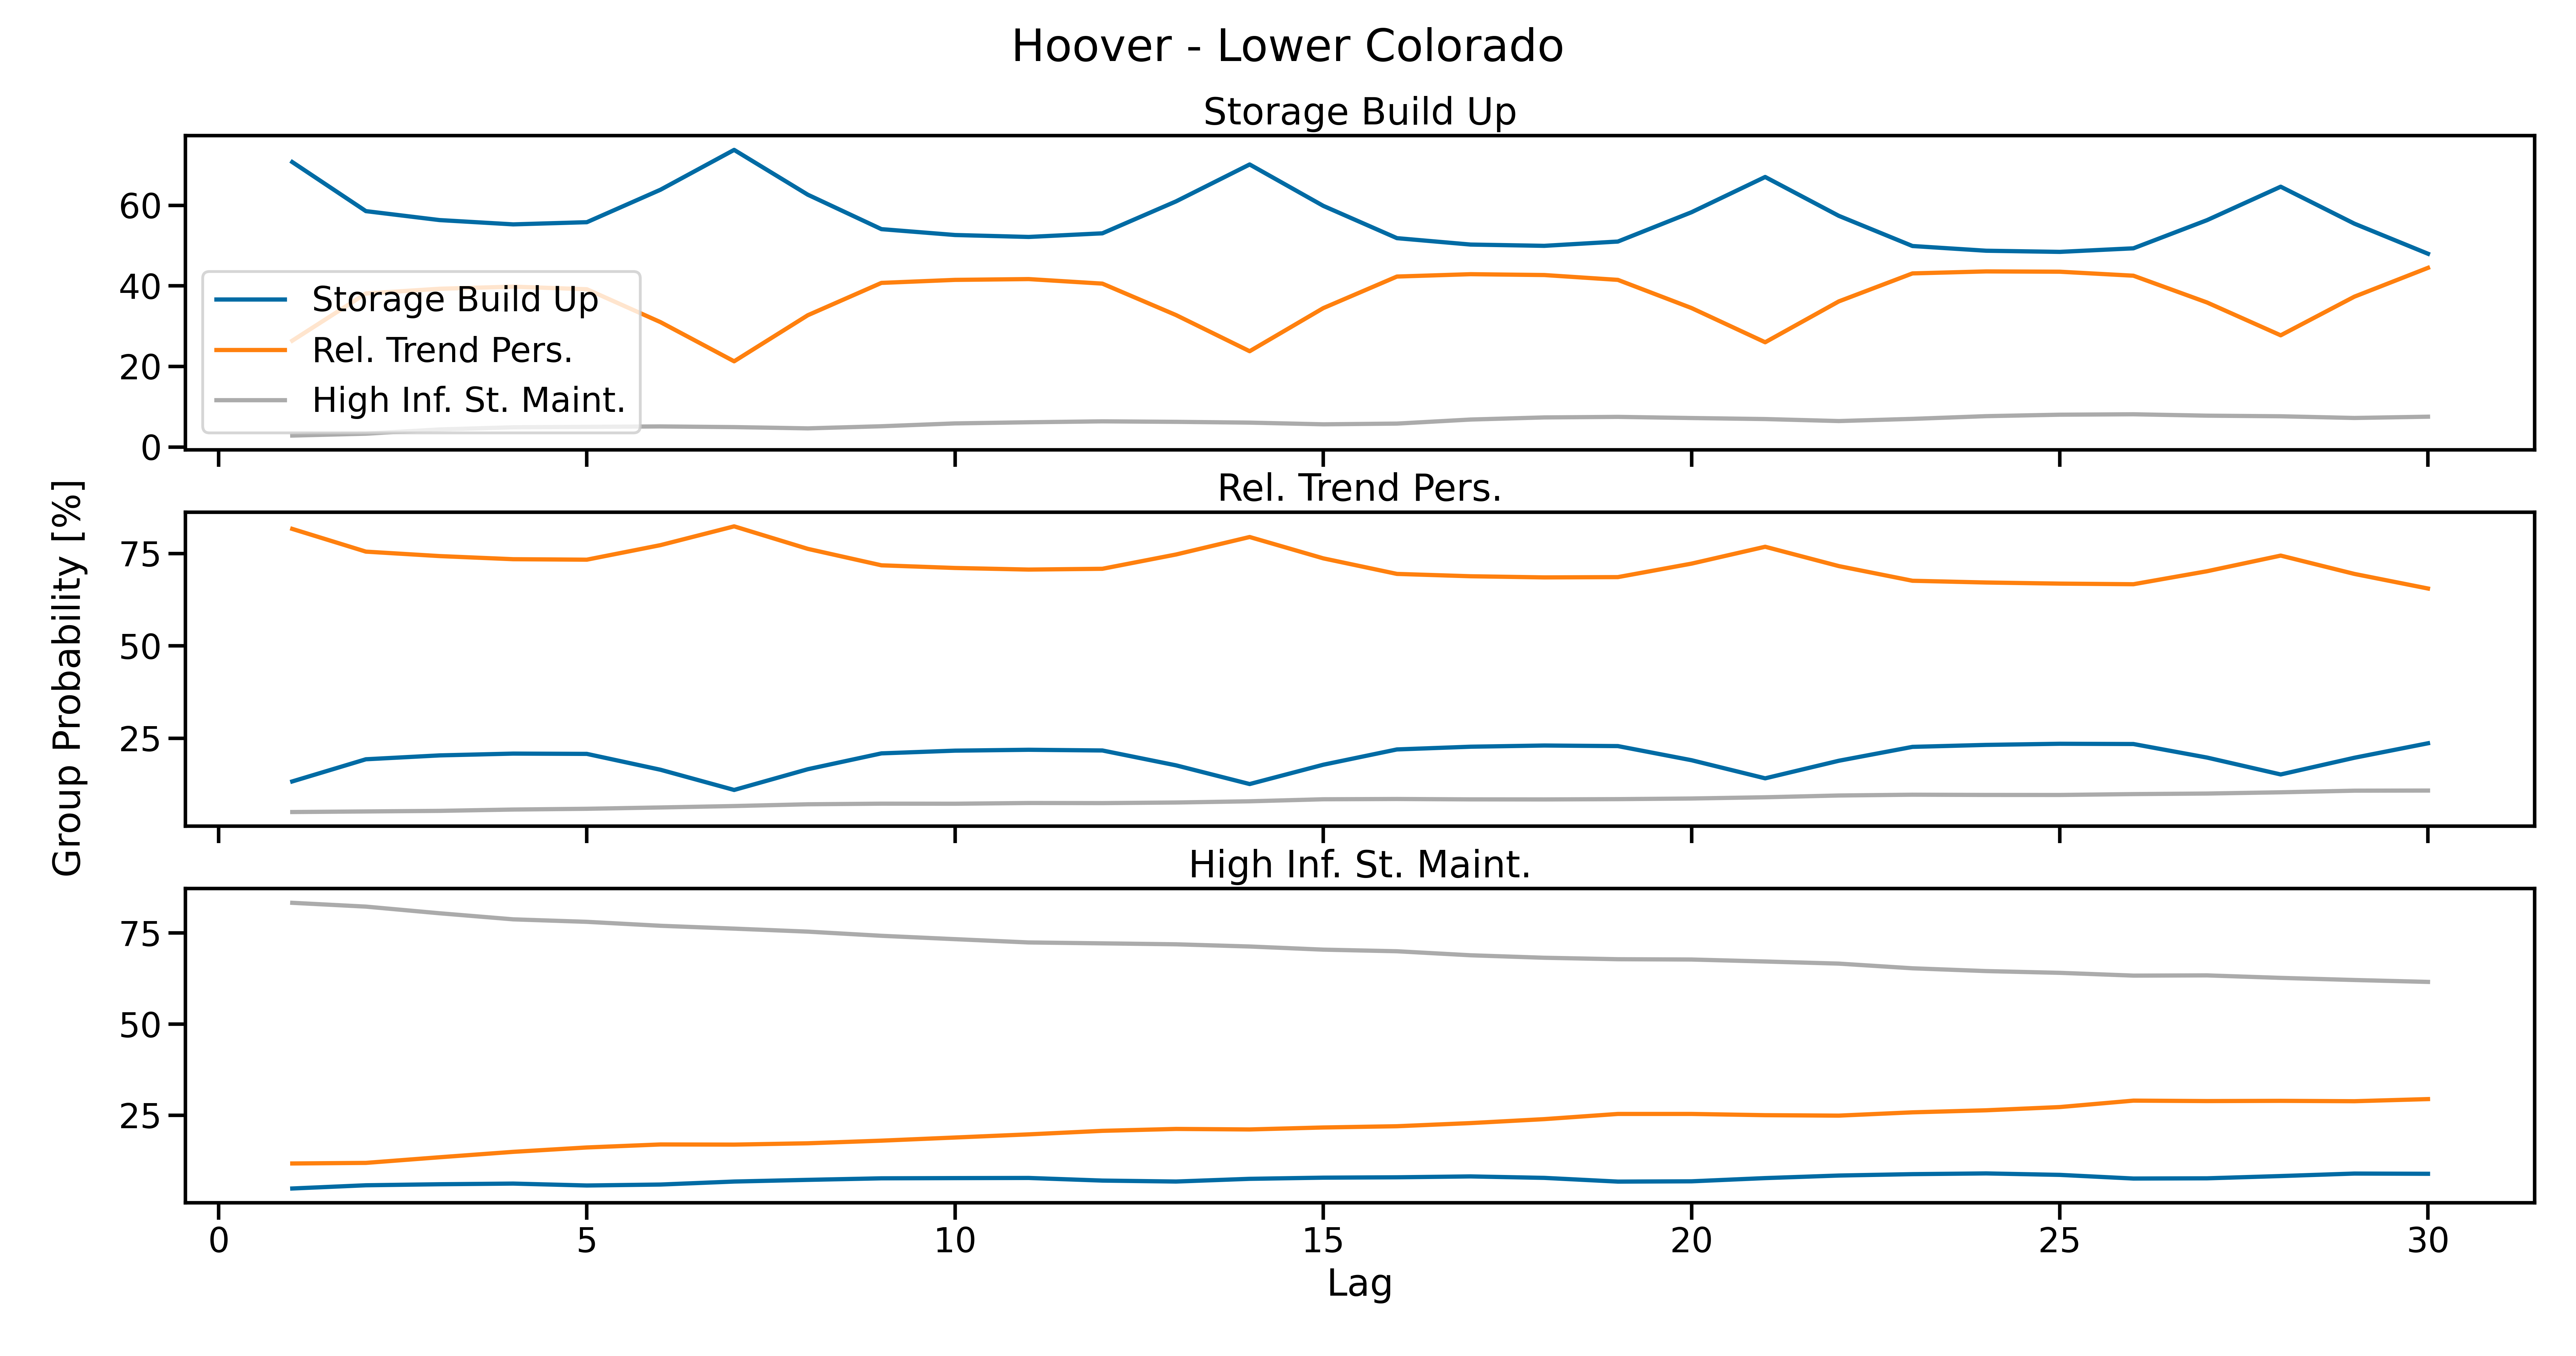 Hoover - Lower Colorado
Storage Build Up
60
40
20
0
Storage Build Up
Rel. Trend Pers.
High Inf. St. Maint.
Group Probability [%]
Rel. Trend Pers.
75
50
25
High Inf. St. Maint.
75
50
25
0 5 10 15 20 25 30
Lag